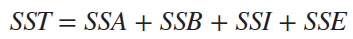 SST = SSA + SSB + SSI + SSE